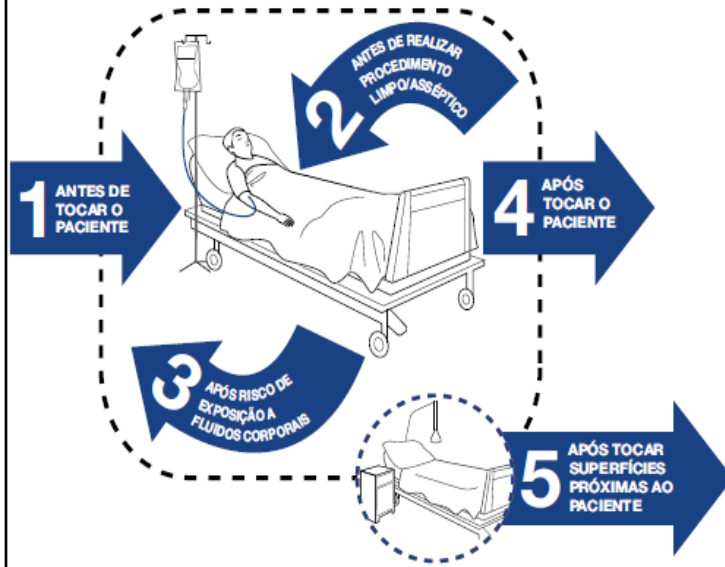 1
ANTES DE
TOCAR O
PACIENTE
2
ANTES DE REALIZAR
PROCEDIMENTO
LIMPO/ASSÉPTICO
3
APÓS RISCO DE
EXPOSIÇÃO A
FLUIDOS CORPORAIS
4
APÓS
TOCAR O
PACIENTE
5
APÓS TOCAR
SUPERFÍCIES
PRÓXIMAS AO
PACIENTE